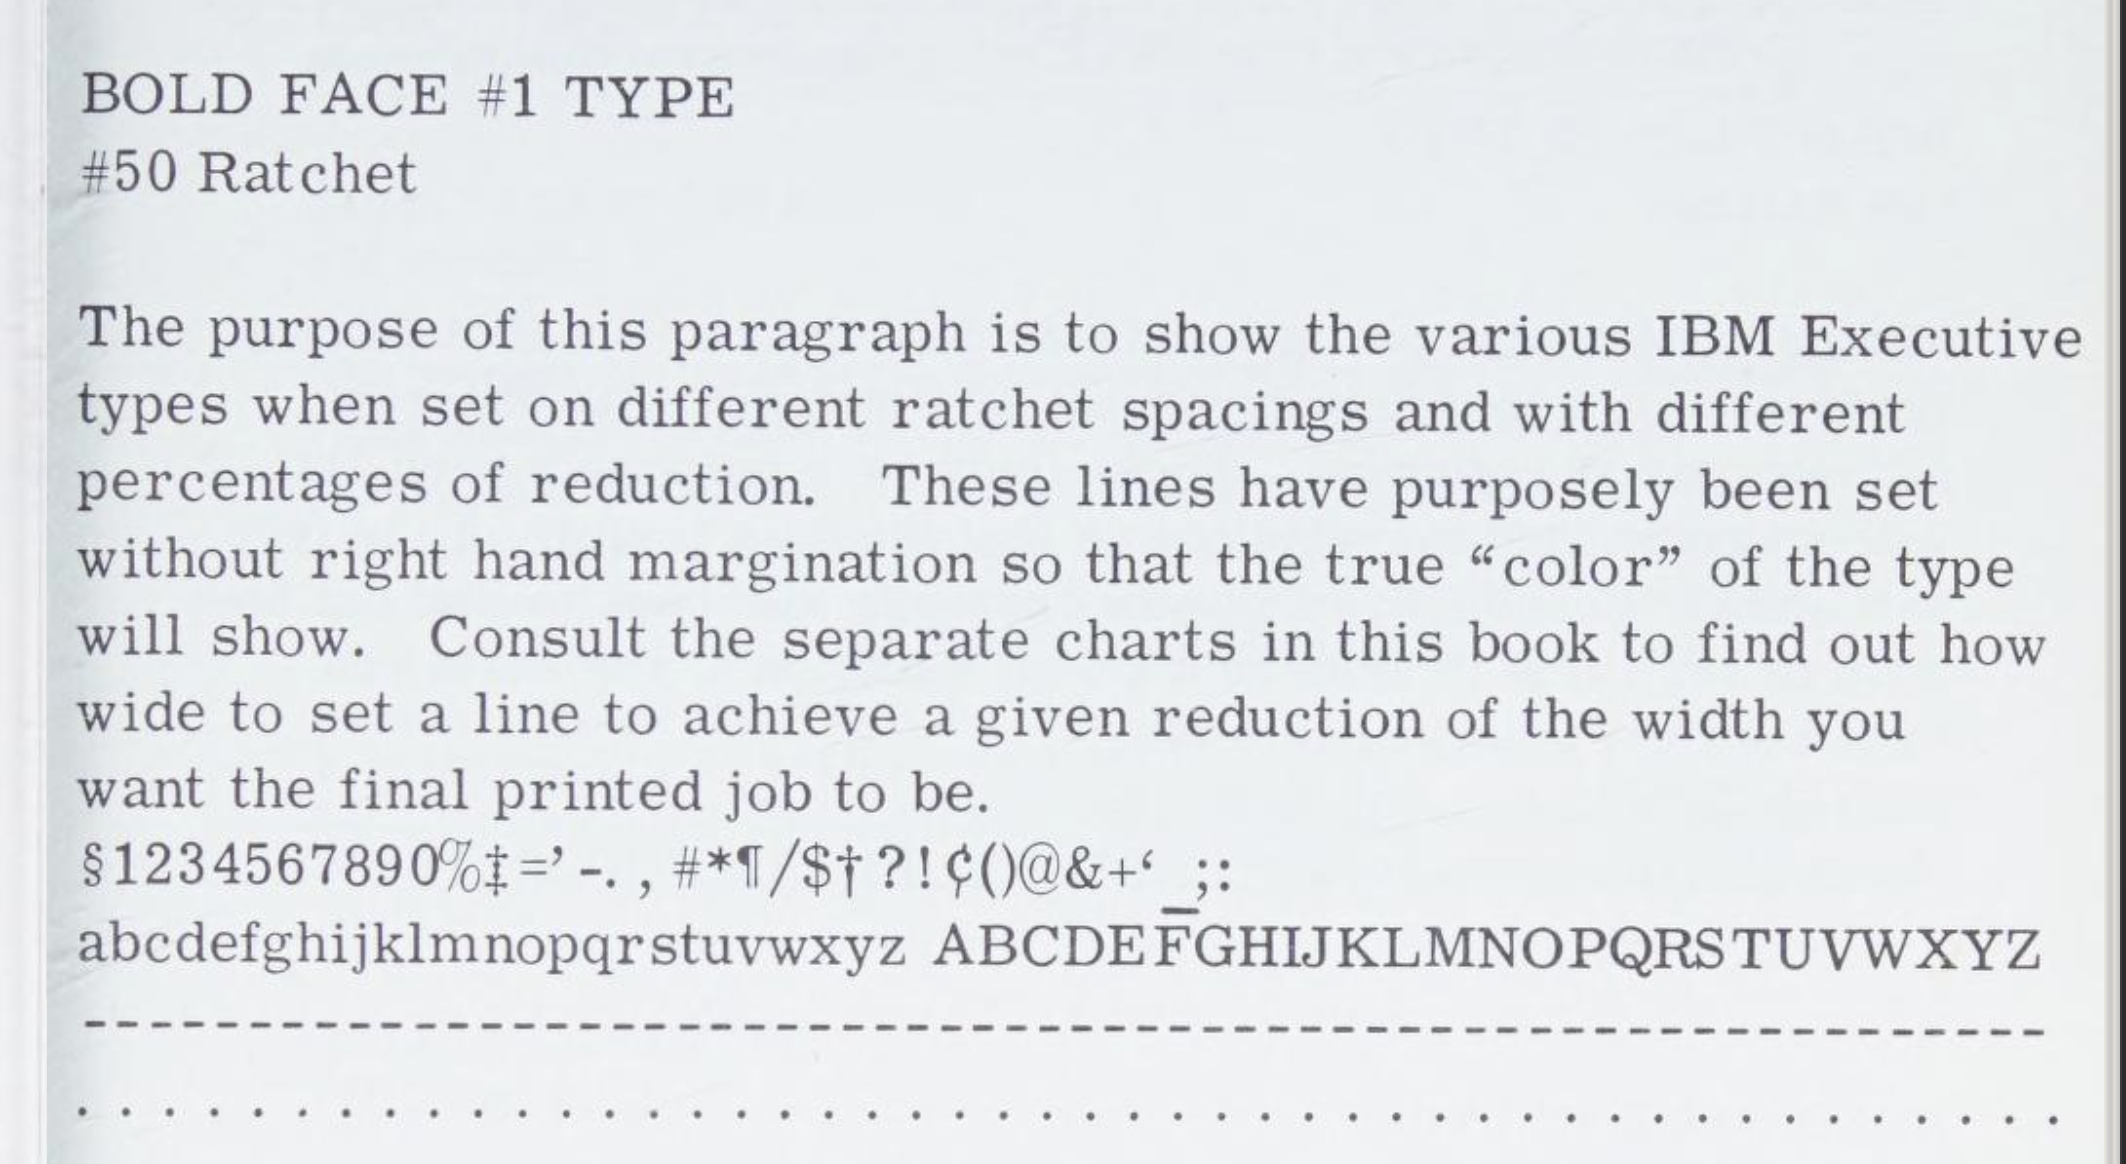 BOLD FACE #1 TYPE
#50 Ratchet
The purpose of this paragraph is to show the various IBM Executive
types when set on different ratchet spacings and with different
percentages of reduction. These lines have purposely been set
without right hand margination so that the true “color” of the type
will show. Consult the separate charts in this book to find out how
wide to set a line to achieve a given reduction of the width you
want the final printed job to be.
§1234567890%‡=’-., #*¶/$†?!¢()@&+‘_;:
abcdefghijklmnopqrstuvwxyz ABCDEFGHIJKLMNOPQRSTUVWXYZ
- - - - - - - - - - - - - - - - - - - - - - - - - - - - - - - - - - - - - - - - - - - - - - - - - - - - - - - - - - - -
. . . . . . . . . . . . . . . . . . . . . . . . . . . . . . . . . . . . . . . . . . . . . .